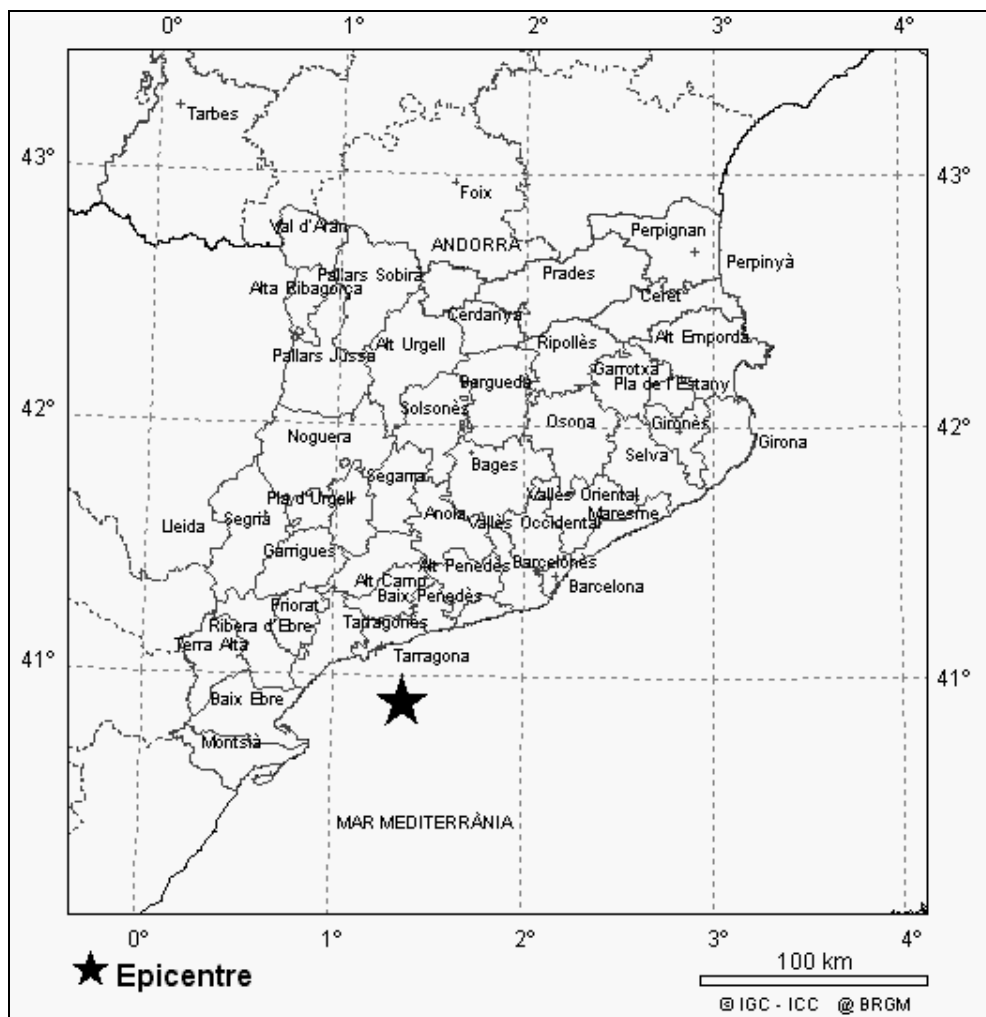 0° 1° 2° 3° 4°
Tarbes
43° 43°
Foix
Val d'Aran
Perpignan
ANDORRA
Perpinyà
Pallars Sobirà
Prades
Alta Ribagorça
Ceret
Cerdanya
Alt Empordà
Alt Urgell
Ripollès
Pallars Jussà
Garrotxa
Berguedà
Pla de l'Estany
Solsonès
42° 42°
Osona
Gironès
Noguera
Girona
Selva
Bages
Segarra
Pla d'Urgell
Vallès Oriental
Anoia
Maresme
Segrià
Lleida
Vallès Occidental
Garrigues
Alt Penedès
Barcelonès
Alt Camp
Barcelona
Baix Penedès
Priorat
Ribera d'Ebre
Tarragonès
Terra Alta
Tarragona
41° 41°
Baix Ebre
Montsià
MAR MEDITERRÀNIA
0° 1° 2° 3° 4°
Epicentre
100 km
© IGC - ICC @ BRGM